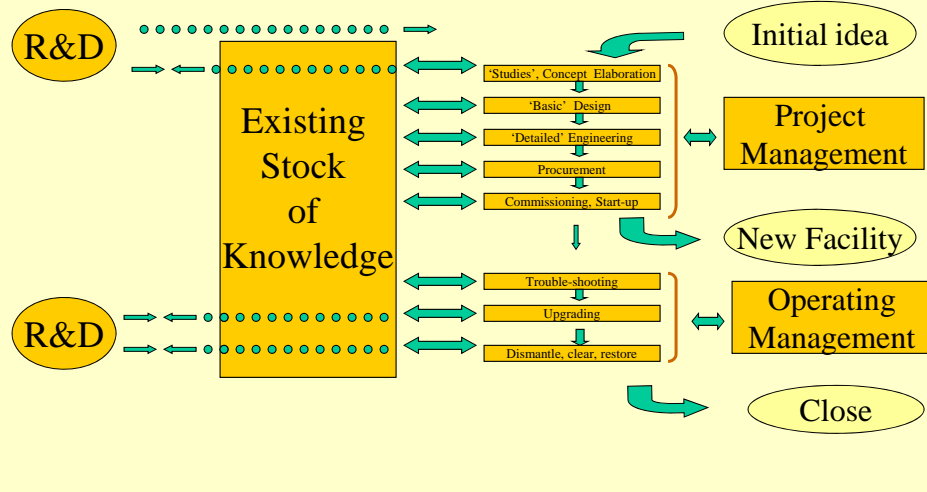 R&D
Initial idea
‘Studies’, Concept Elaboration
‘Basic’ Design
‘Detailed’ Engineering
Procurement
Commissioning, Start-up
Existing
Stock
of
Knowledge
Project
Management
New Facility
Trouble-shooting
Upgrading
Dismantle, clear, restore
R&D
Operating
Management
Close